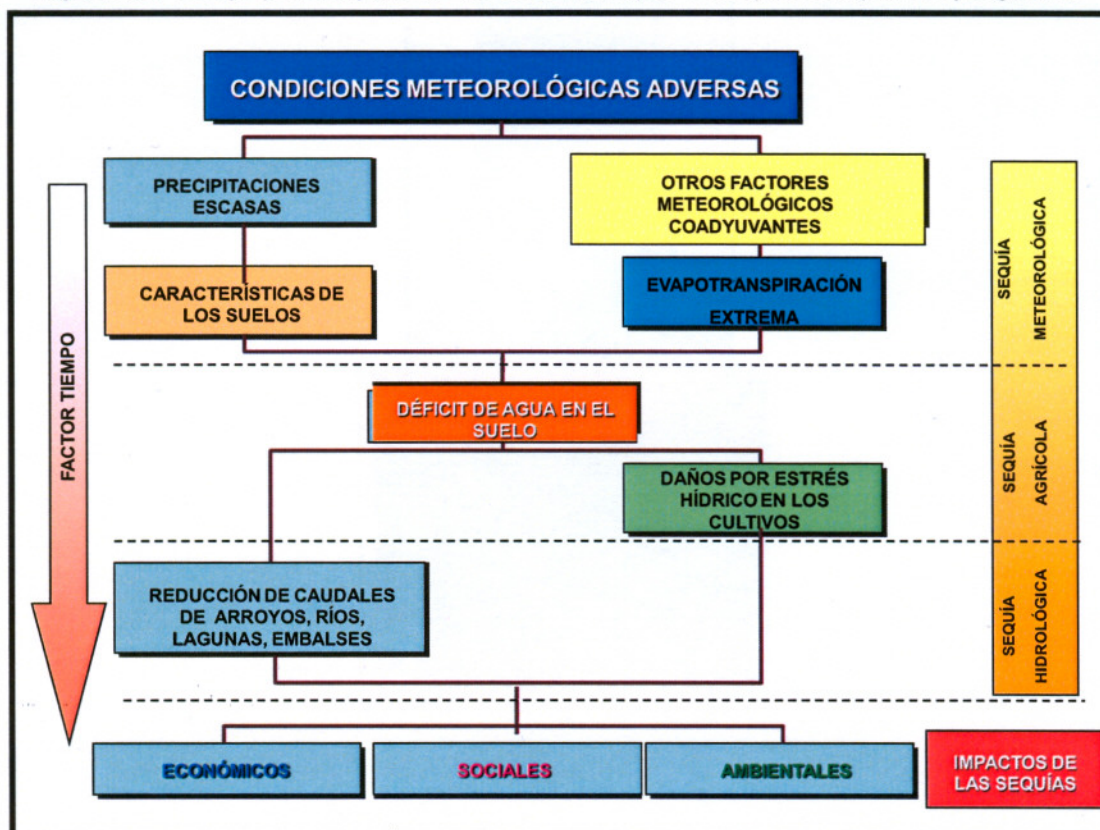 CONDICIONES METEOROLÓGICAS ADVERSAS
PRECIPITACIONES
ESCASAS
OTROS FACTORES
METEOROLÓGICOS
COADYUVANTES
CARACTERÍSTICAS DE
LOS SUELOS
EVAPOTRANSPIRACIÓN
EXTREMA
SEQUÍA
METEOROLÓGICA
FACTOR TIEMPO
DÉFICIT DE AGUA EN EL
SUELO
DAÑOS POR ESTRÉS
HÍDRICO EN LOS
CULTIVOS
SEQUÍA
AGRÍCOLA
REDUCCIÓN DE CAUDALES
DE ARROYOS, RÍOS,
LAGUNAS, EMBALSES
SEQUÍA
HIDROLÓGICA
ECONÓMICOS
SOCIALES
AMBIENTALES
IMPACTOS DE
LAS SEQUÍAS